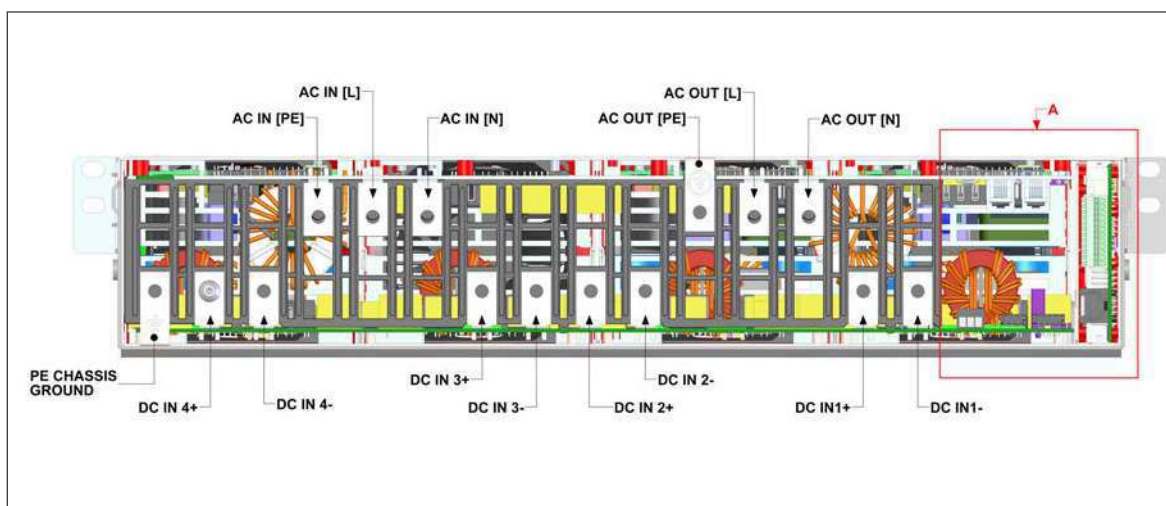 AC IN [L]
AC OUT [L]
A
AC IN [PE]
AC IN [N]
AC OUT [PE]
AC OUT [N]
PE CHASSIS
GROUND
DC IN 4+
DC IN 4-
DC IN 3+
DC IN 3-
DC IN 2+
DC IN 2-
DC IN1+
DC IN1-